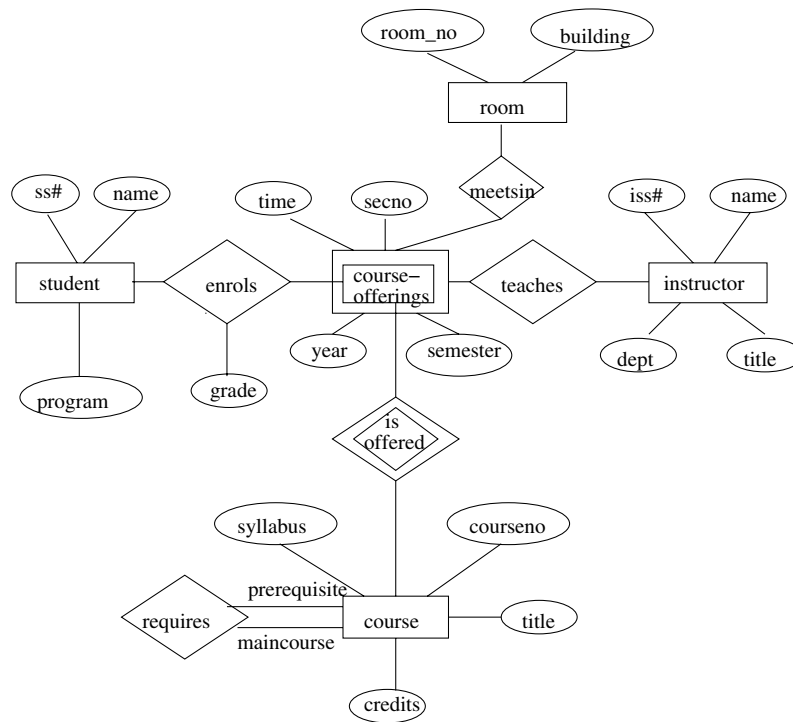 room_no
building
room
meetsin
ss#
name
time
secno
iss#
name
student
enrols
course-
offerings
teaches
instructor
year
semester
dept
title
program
grade
is
offered
syllabus
courseno
prerequisite
requires
course
title
maincourse
credits